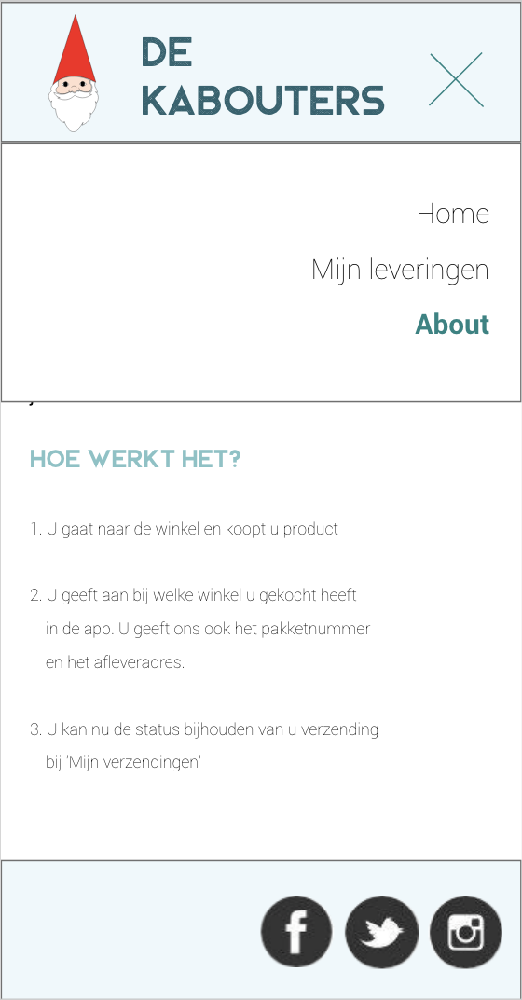 DE
KABOUTERS
Home
Mijn leveringen
About
HOE WERKT HET?
1. U gaat naar de winkel en koopt u product
2. U geeft aan bij welke winkel u gekocht heeft
in de app. U geeft ons ook het pakketnummer
en het afleveradres.
3. U kan nu de status bijhouden van u verzending
bij 'Mijn verzendingen'